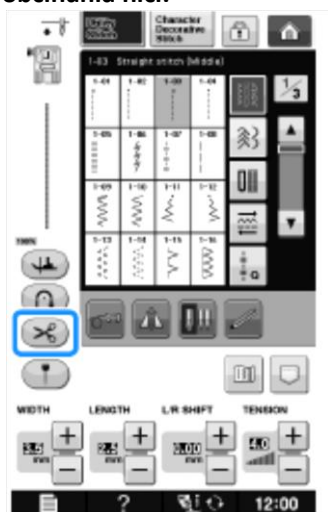 Utility
Stitch
Character
Decorative
Stitch
1-03 Straight stitch (Middle)
1-01 1-02 1-03 1-04
1/3
1-05 1-06 1-07 1-08
1-09 1-10 1-11 1-12
1-13 1-14 1-15 1-16
Q
100%
WIDTH LENGTH L/R SHIFT TENSION
3.5 mm + −
2.5 mm + −
0.00 mm + −
4.0 + −
? 12:00